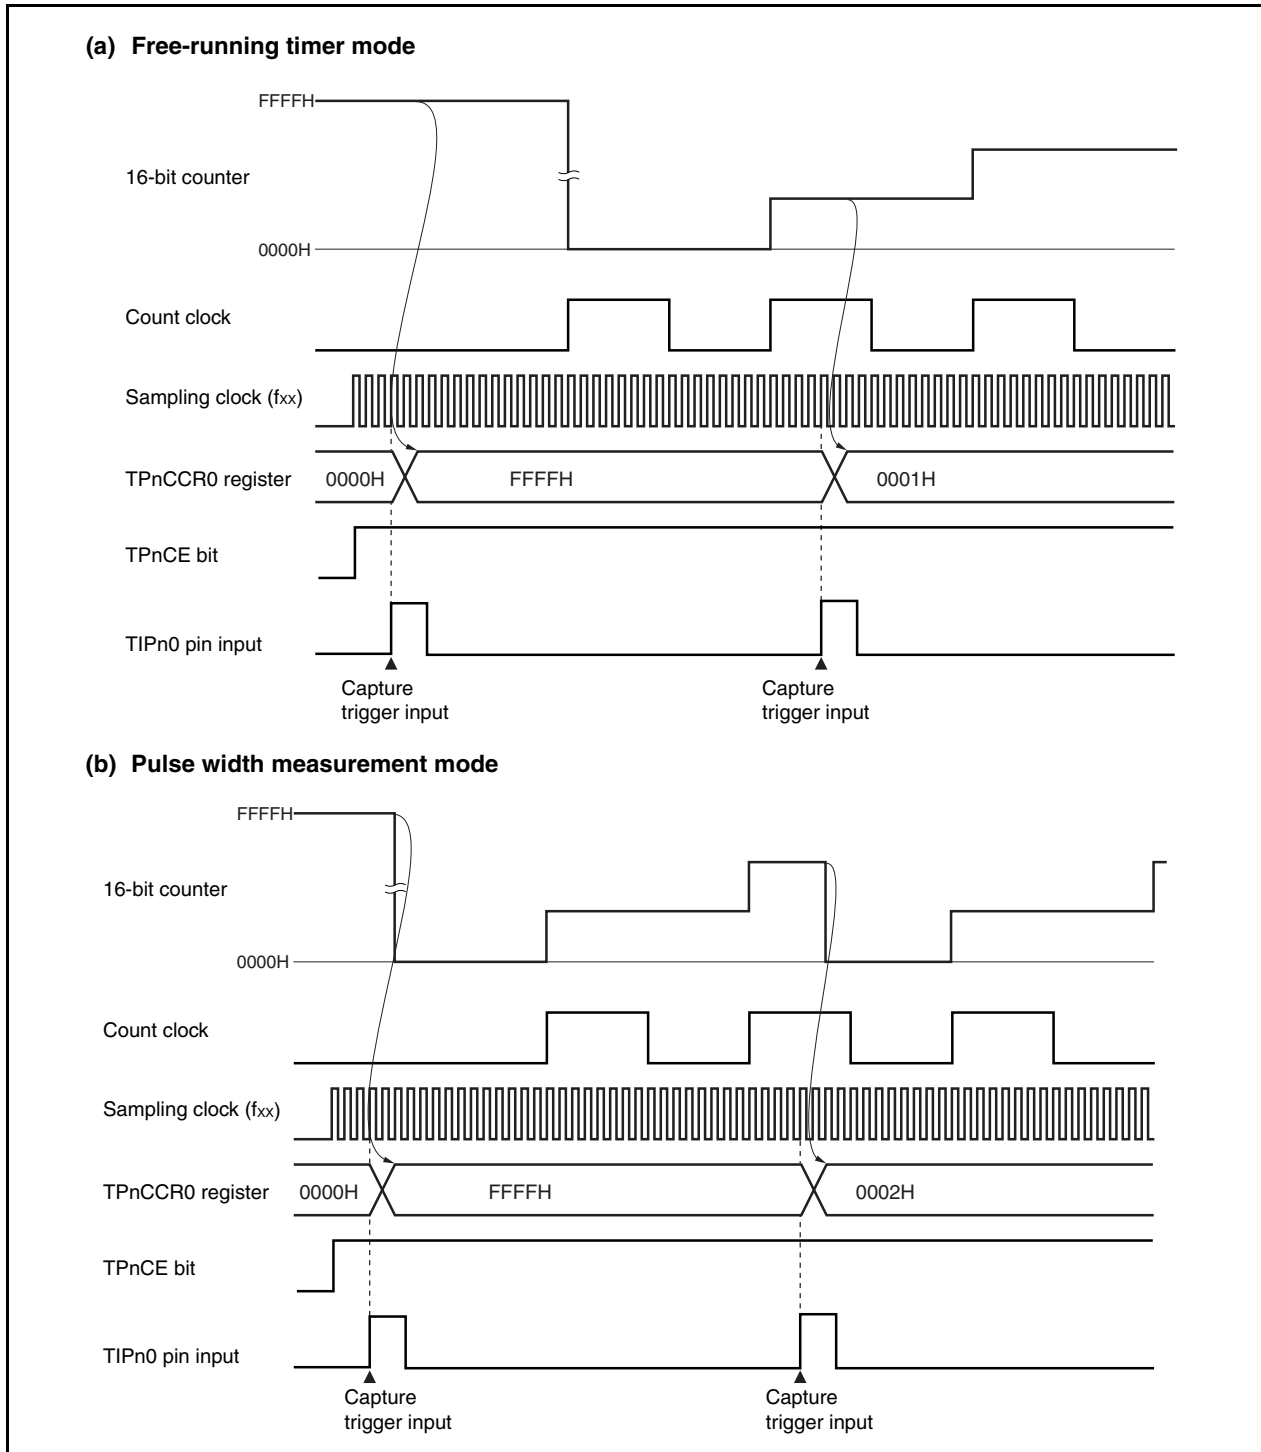 (a) Free-running timer mode
FFFFH
16-bit counter
0000H
Count clock
Sampling clock (fxx)
TPnCCR0 register
0000H
FFFFH
0001H
TPnCE bit
TIPn0 pin input
Capture
trigger input
Capture
trigger input
(b) Pulse width measurement mode
FFFFH
16-bit counter
0000H
Count clock
Sampling clock (fxx)
TPnCCR0 register
0000H
FFFFH
0002H
TPnCE bit
TIPn0 pin input
Capture
trigger input
Capture
trigger input